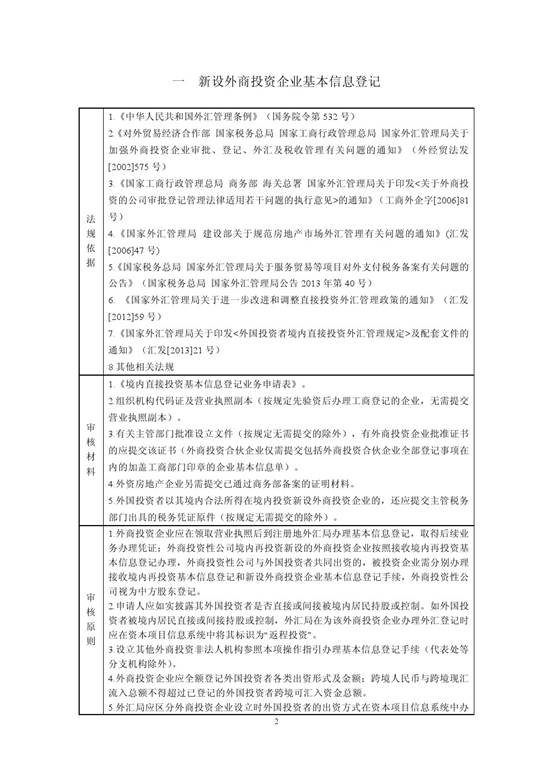 一 新设外商投资企业基本信息登记
法规依据
1.《中华人民共和国外汇管理条例》（国务院令第 532 号）
2.《对外贸易经济合作部 国家税务总局 国家工商行政管理总局 国家外汇管理局关于
加强外商投资企业审批、登记、外汇及税收管理有关问题的通知》（外经贸法发
[2002]575 号）
3.《国家工商行政管理总局 商务部 海关总署 国家外汇管理局关于印发<关于外商投
资的公司审批登记管理法律适用若干问题的执行意见>的通知》（工商外企字[2006]81
号）
4.《国家外汇管理局 建设部关于规范房地产市场外汇管理有关问题的通知》(汇发
[2006]47 号)
5.《国家税务总局 国家外汇管理局关于服务贸易等项目对外支付税务备案有关问题的
公告》（国家税务总局 国家外汇管理局公告 2013 年第 40 号）
6. 《国家外汇管理局关于进一步改进和调整直接投资外汇管理政策的通知》（汇发
[2012]59 号）
7.《国家外汇管理局关于印发<外国投资者境内直接投资外汇管理规定>及配套文件的
通知》（汇发[2013]21 号）
8.其他相关法规
审核材料
1.《境内直接投资基本信息登记业务申请表》。
2.组织机构代码证及营业执照副本（按规定先验资后办理工商登记的企业，无需提交
营业执照副本）。
3.有关主管部门批准设立文件（按规定无需提交的除外），有外商投资企业批准证书
的应提交该证书（外商投资合伙企业仅需提交包括外商投资合伙企业全部登记事项在
内的加盖工商部门印章的企业基本信息单）。
4.外资房地产企业另需提交已通过商务部备案的证明材料。
5.外国投资者以其境内合法所得在境内投资新设外商投资企业的，还应提交主管税务
部门出具的税务凭证原件（按规定无需提交的除外）。
审核原则
1.外商投资企业应在领取营业执照后到注册地外汇局办理基本信息登记，取得后续业
务办理凭证；外商投资性公司境内再投资新设的外商投资企业按照接收境内再投资基
本信息登记办理，外商投资性公司与外国投资者共同出资的，被投资企业需分别办理
接收境内再投资基本信息登记和新设外商投资企业基本信息登记手续，外商投资性公
司视为中方股东登记。
2.申请人应如实披露其外国投资者是否直接或间接被境内居民持股或控制。如外国投
者被境内居民直接或间接持股或控制，外汇局在为该外商投资企业办理外汇登记时
应在资本项目信息系统中将其标识为“返程投资”。
3.设立其他外商投资非法人机构参照本项操作指引办理基本信息登记手续（代表处等
分支机构除外）。
4.外商投资企业应全额登记外国投资者各类出资形式及金额；跨境人民币与跨境现汇
流入总额不得超过已登记的外国投资者跨境可汇入资金总额。
5.外汇局应区分外商投资企业设立时外国投资者的出资方式在资本项目信息系统中办
2